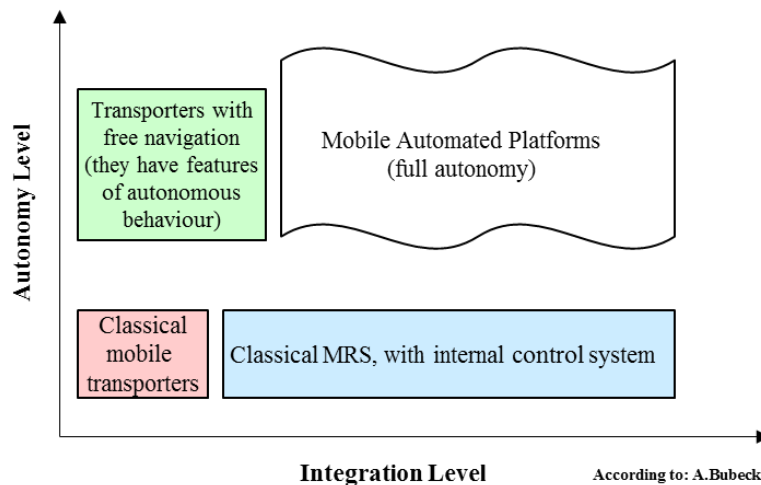 Autonomy Level
Transporters with
free navigation
(they have features
of autonomous
behaviour)
Mobile Automated Platforms
(full autonomy)
Classical
mobile
transporters
Classical MRS, with internal control system
Integration Level
According to: A.Bubeck